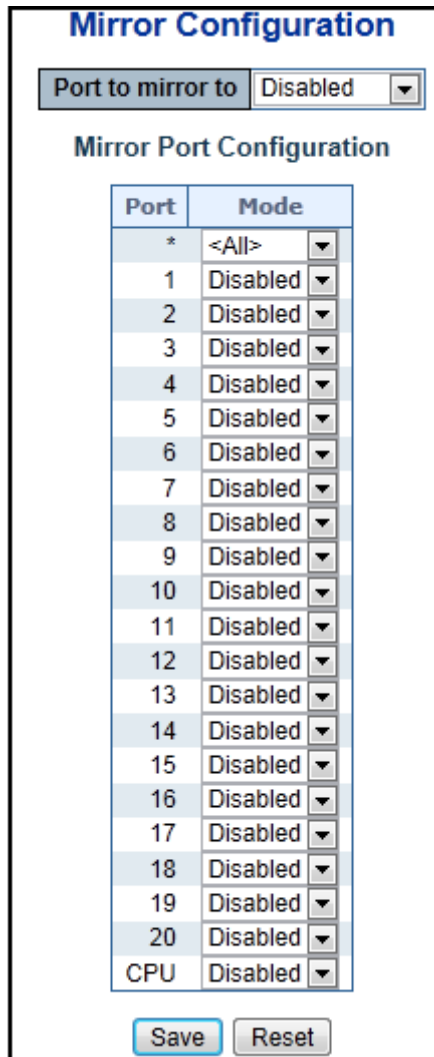 Mirror Configuration
Port to mirror to Disabled
Mirror Port Configuration
Port Mode
* <All>
1 Disabled
2 Disabled
3 Disabled
4 Disabled
5 Disabled
6 Disabled
7 Disabled
8 Disabled
9 Disabled
10 Disabled
11 Disabled
12 Disabled
13 Disabled
14 Disabled
15 Disabled
16 Disabled
17 Disabled
18 Disabled
19 Disabled
20 Disabled
CPU Disabled
Save Reset